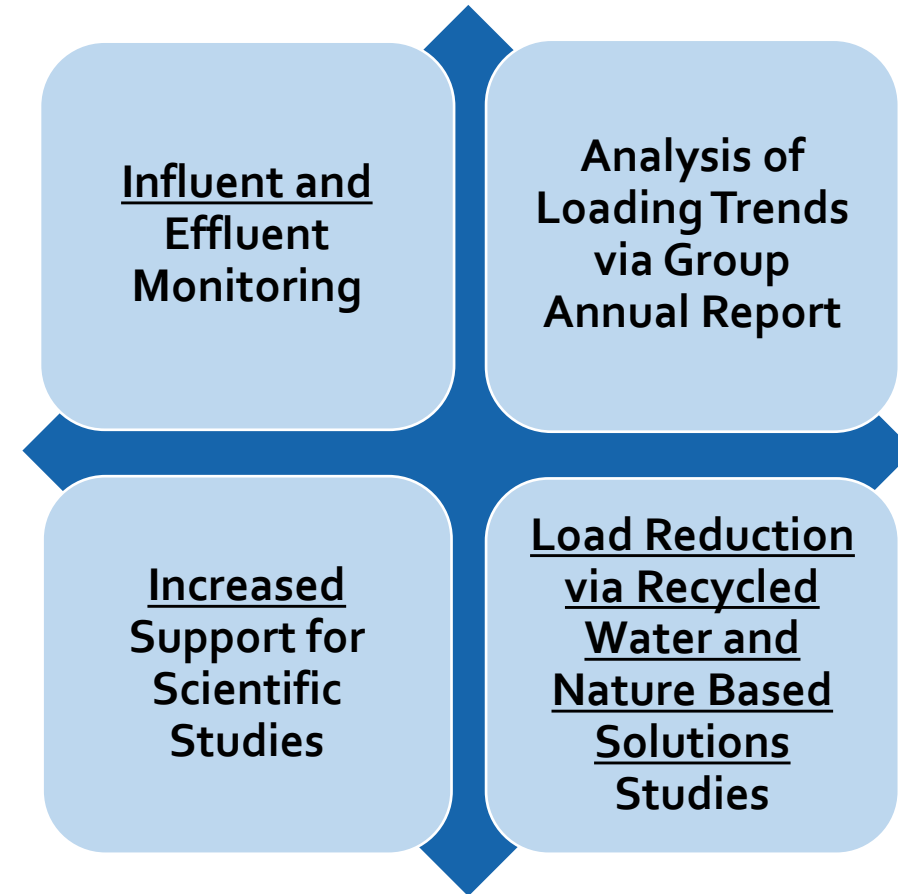 Influent and
Effluent
Monitoring
Analysis of
Loading Trends
via Group
Annual Report
Increased
Support for
Scientific
Studies
Load Reduction
via Recycled
Water and
Nature Based
Solutions
Studies